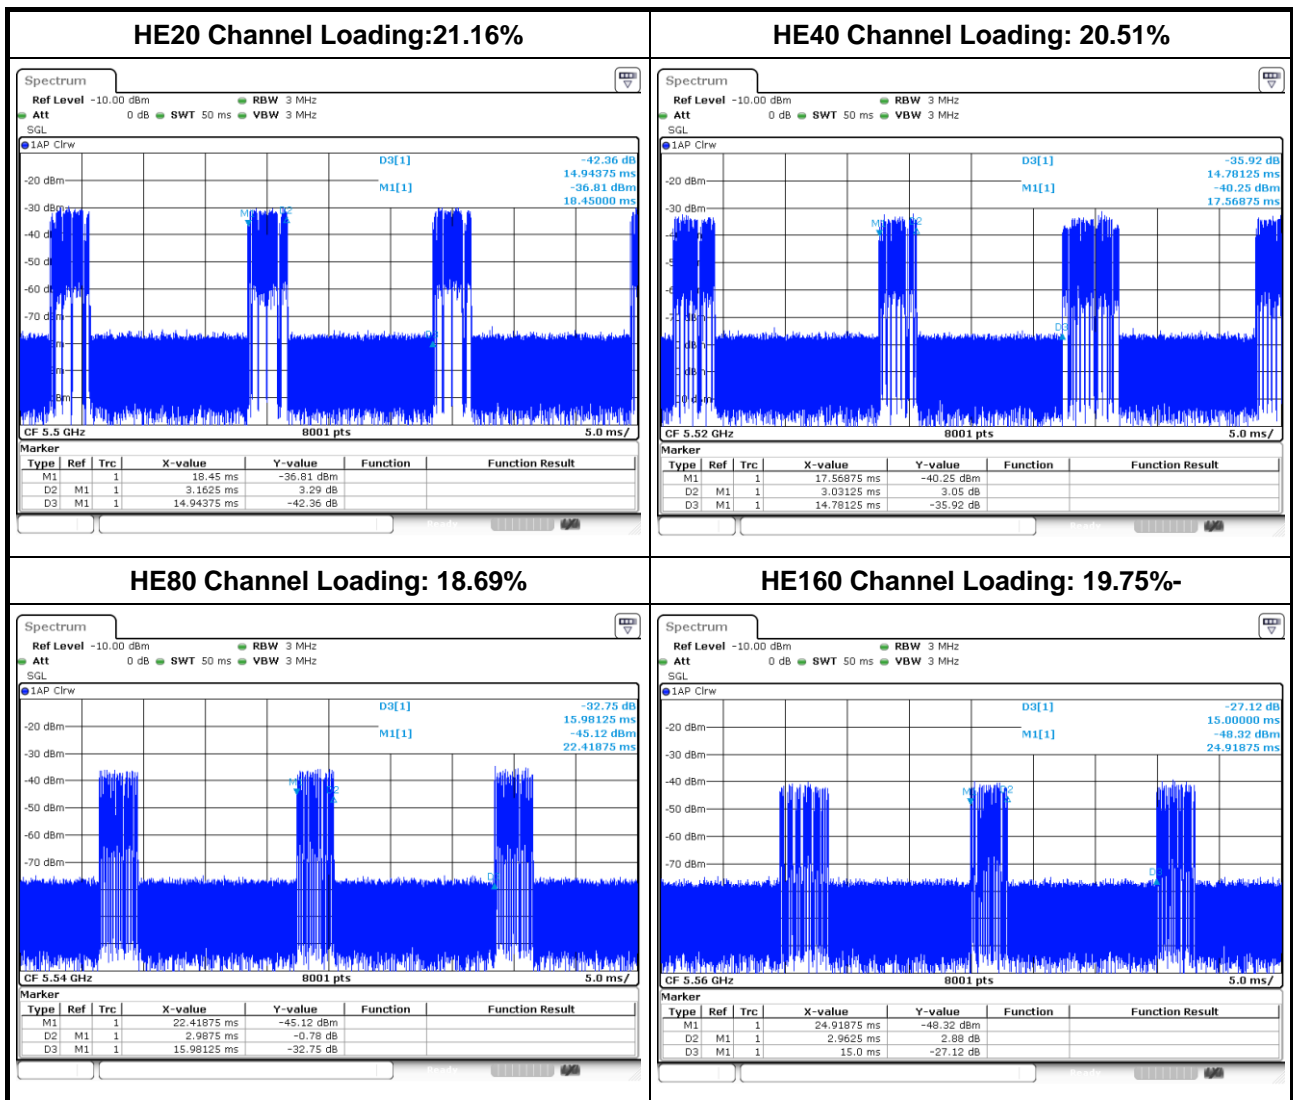 HE20 Channel Loading:21.16%
HE40 Channel Loading: 20.51%
Spectrum
Ref Level -10.00 dBm RBW 3 MHz
Att 0 dB SWT 50 ms VBW 3 MHz
SGL
1AP Clrw
D3[1] -42.36 dB
14.94375 ms
M1[1] -36.81 dBm
18.45000 ms
-20 dBm
-30 dBm
-40 d
-50 d
-60 d
-70 d
M1 D2
CF 5.5 GHz 8001 pts 5.0 ms/
Marker
Type Ref Trc X-value Y-value Function Function Result
M1 1 18.45 ms -36.81 dBm
D2 M1 1 3.1625 ms 3.29 dB
D3 M1 1 14.94375 ms -42.36 dB
Ready
Spectrum
Ref Level -10.00 dBm RBW 3 MHz
Att 0 dB SWT 50 ms VBW 3 MHz
SGL
1AP Clrw
D3[1] -35.92 dB
14.78125 ms
M1[1] -40.25 dBm
17.56875 ms
-20 dBm
-30 dBm
D3
CF 5.52 GHz 8001 pts 5.0 ms/
Marker
Type Ref Trc X-value Y-value Function Function Result
M1 1 17.56875 ms -40.25 dBm
D2 M1 1 3.03125 ms 3.05 dB
D3 M1 1 14.78125 ms -35.92 dB
Ready
HE80 Channel Loading: 18.69%
HE160 Channel Loading: 19.75%-
Spectrum
Ref Level -10.00 dBm RBW 3 MHz
Att 0 dB SWT 50 ms VBW 3 MHz
SGL
1AP Clrw
D3[1] -32.75 dB
15.98125 ms
M1[1] -45.12 dBm
22.41875 ms
-20 dBm
-30 dBm
-40 dBm
-50 dBm
-60 dBm
-70 dBm
CF 5.54 GHz 8001 pts 5.0 ms/
Marker
Type Ref Trc X-value Y-value Function Function Result
M1 1 22.41875 ms -45.12 dBm
D2 M1 1 2.9875 ms -0.78 dB
D3 M1 1 15.98125 ms -32.75 dB
Ready
Spectrum
Ref Level -10.00 dBm RBW 3 MHz
Att 0 dB SWT 50 ms VBW 3 MHz
SGL
1AP Clrw
D3[1] -27.12 dB
15.00000 ms
M1[1] -48.32 dBm
24.91875 ms
-20 dBm
-30 dBm
-40 dBm
-50 dBm
-60 dBm
-70 dBm
CF 5.56 GHz 8001 pts 5.0 ms/
Marker
Type Ref Trc X-value Y-value Function Function Result
M1 1 24.91875 ms -48.32 dBm
D2 M1 1 2.9625 ms 2.88 dB
D3 M1 1 15.0 ms -27.12 dB
Ready